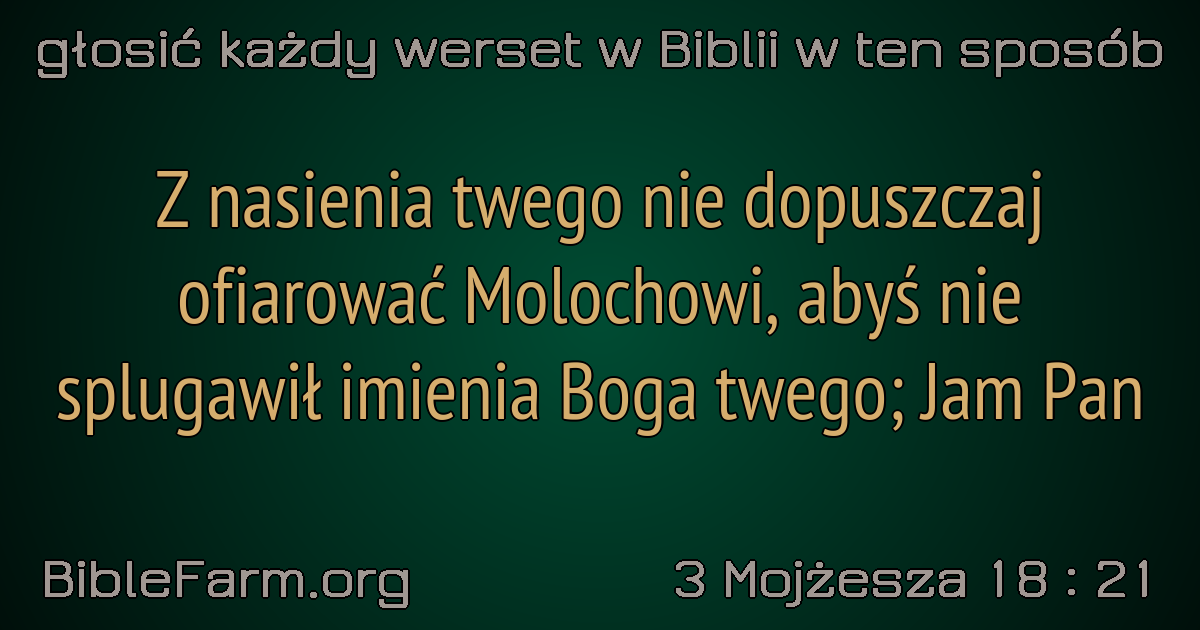 głosić każdy werset w Biblii w ten sposób
Z nasienia twego nie dopuszczaj
ofiarować Molochowi, abyś nie
splugawił imienia Boga twego; Jam Pan
BibleFarm.org
3 Mojżesza 18 : 21